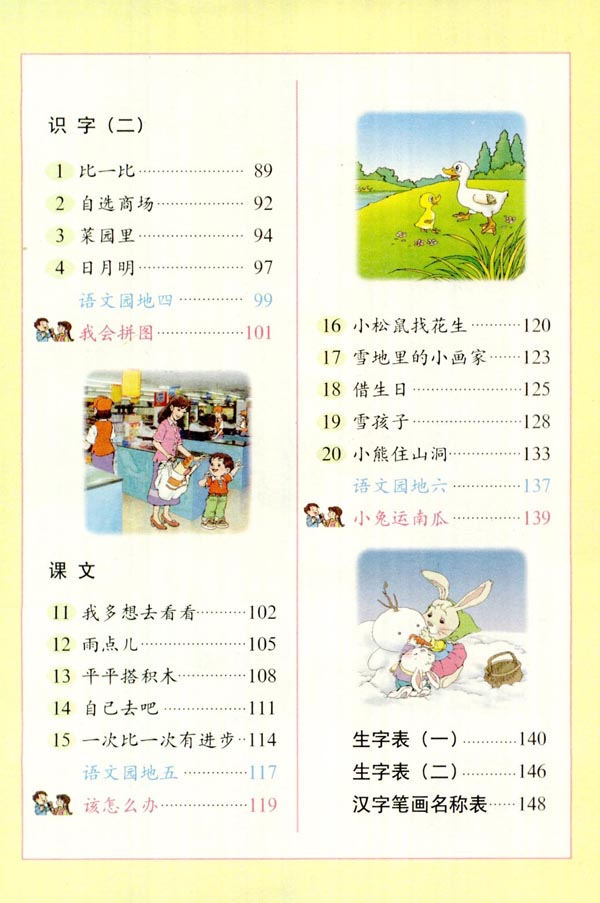 识字（二）
1 比一比…………89
2 自选商场…………92
3 菜园里…………94
4 日月明…………97
语文园地四…………99
我会拼图…………101
课文
11 我多想去看看…………102
12 雨点儿…………105
13 平平搭积木…………108
14 自己去吧…………111
15 一次比一次有进步…114
语文园地五…………117
该怎么办…………119
16 小松鼠找花生…………120
17 雪地里的小画家…………123
18 借生日…………125
19 雪孩子…………128
20 小熊住山洞…………133
语文园地六…………137
小兔运南瓜…………139
生字表（一）…………140
生字表（二）…………146
汉字笔画名称表……148